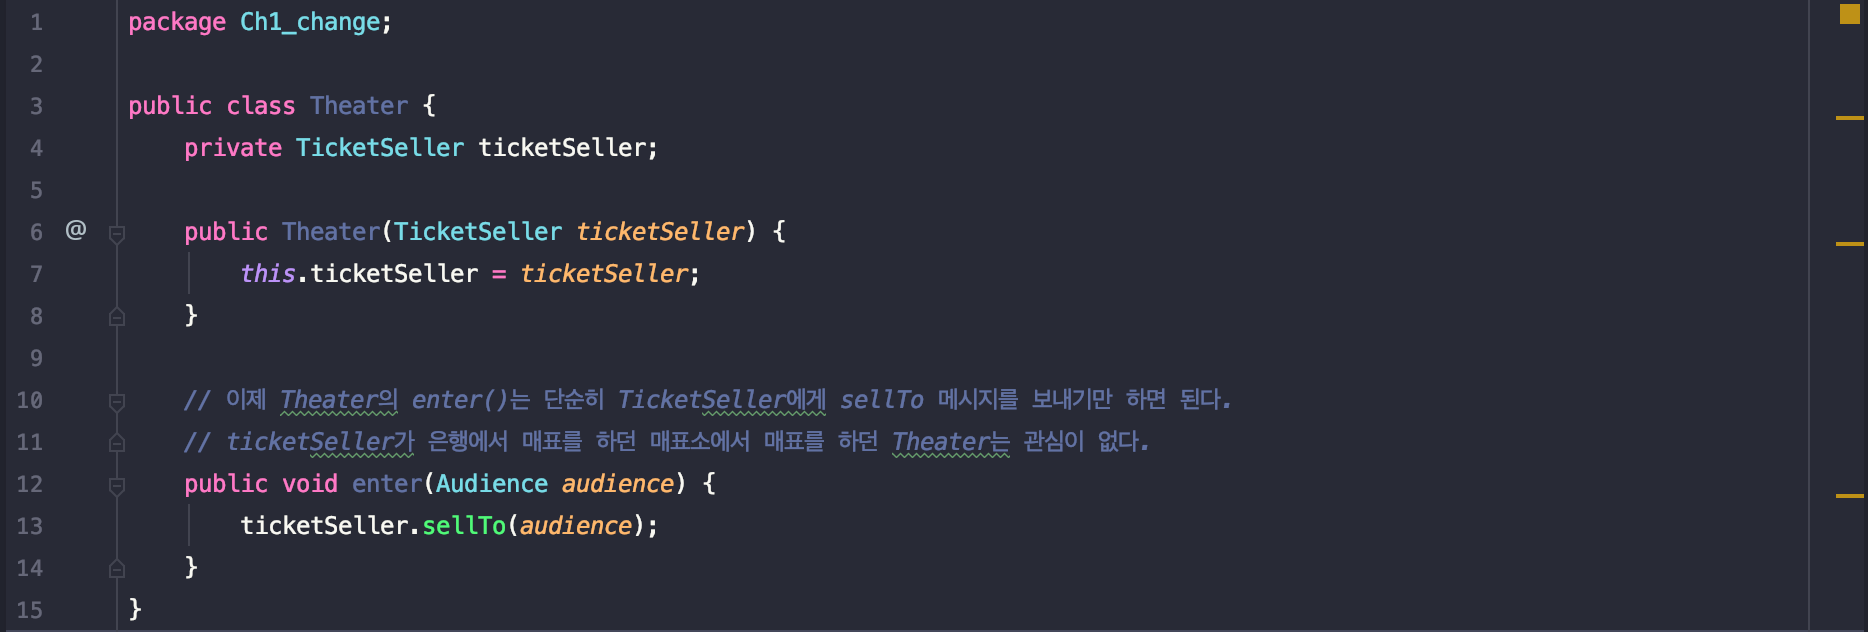 1 package Ch1_change;
2
3 public class Theater {
4 private TicketSeller ticketSeller;
5
6 @ public Theater(TicketSeller ticketSeller) {
7 this.ticketSeller = ticketSeller;
8 }
9
10 // 이제 Theater의 enter()는 단순히 TicketSeller에게 sellTo 메시지를 보내기만 하면 된다.
11 // ticketSeller가 은행에서 매표를 하던 매표소에서 매표를 하던 Theater는 관심이 없다.
12 public void enter(Audience audience) {
13 ticketSeller.sellTo(audience);
14 }
15 }